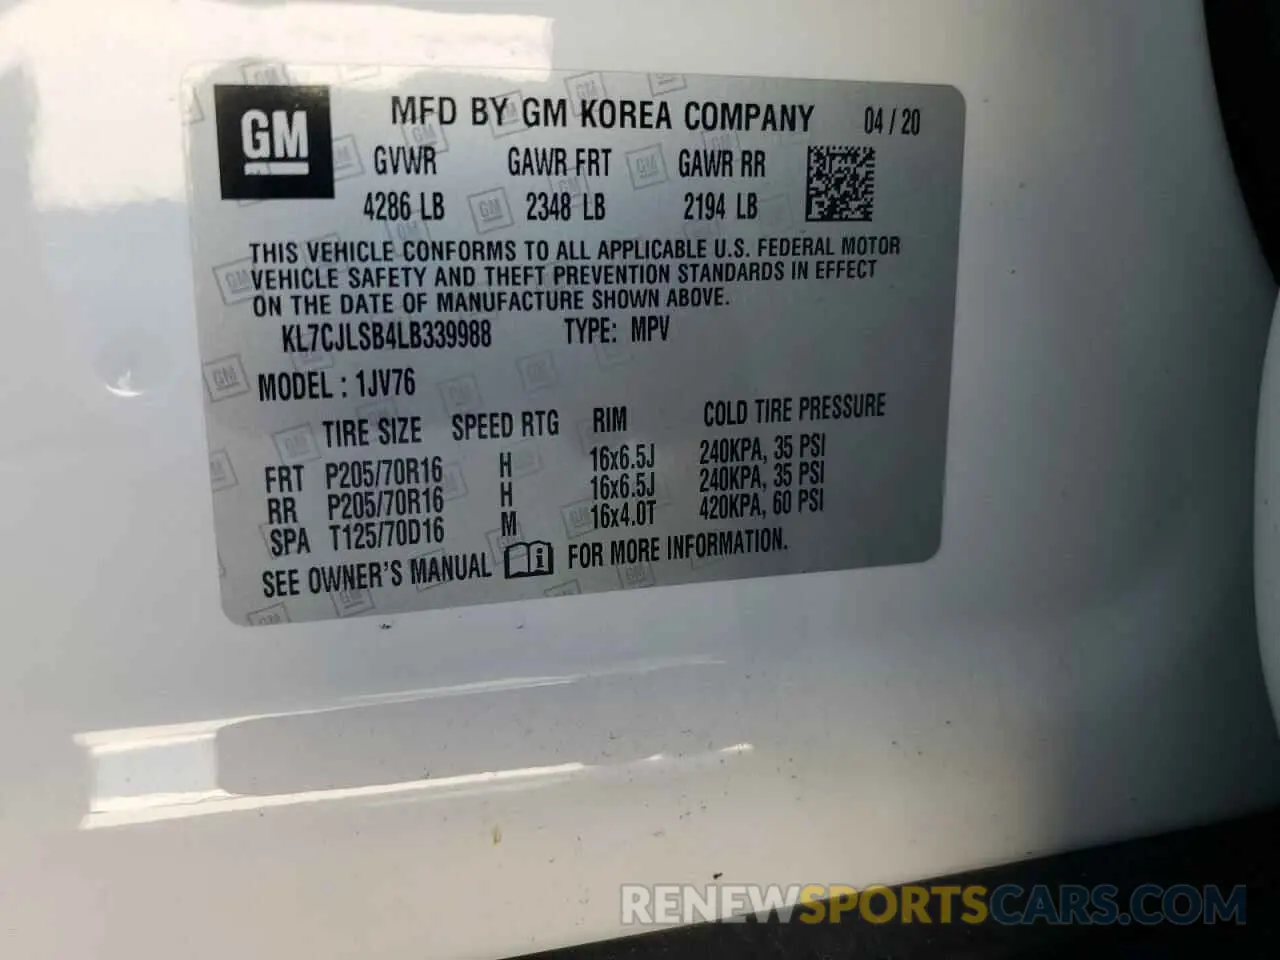 GM
MFD BY GM KOREA COMPANY 04/20
GVWR GAWR FRT GAWR RR
4286 LB 2348 LB 2194 LB
THIS VEHICLE CONFORMS TO ALL APPLICABLE U.S. FEDERAL MOTOR
VEHICLE SAFETY AND THEFT PREVENTION STANDARDS IN EFFECT
ON THE DATE OF MANUFACTURE SHOWN ABOVE.
KL7CJLSB4LB339988 TYPE: MPV
MODEL: 1JV76
TIRE SIZE SPEED RTG RIM COLD TIRE PRESSURE
FRT P205/70R16 H 16x6.5J 240KPA, 35 PSI
RR P205/70R16 H 16x6.5J 240KPA, 35 PSI
SPA T125/70D16 M 16x4.0T 420KPA, 60 PSI
SEE OWNER'S MANUAL FOR MORE INFORMATION.
RENEWSPORTSCARS.COM